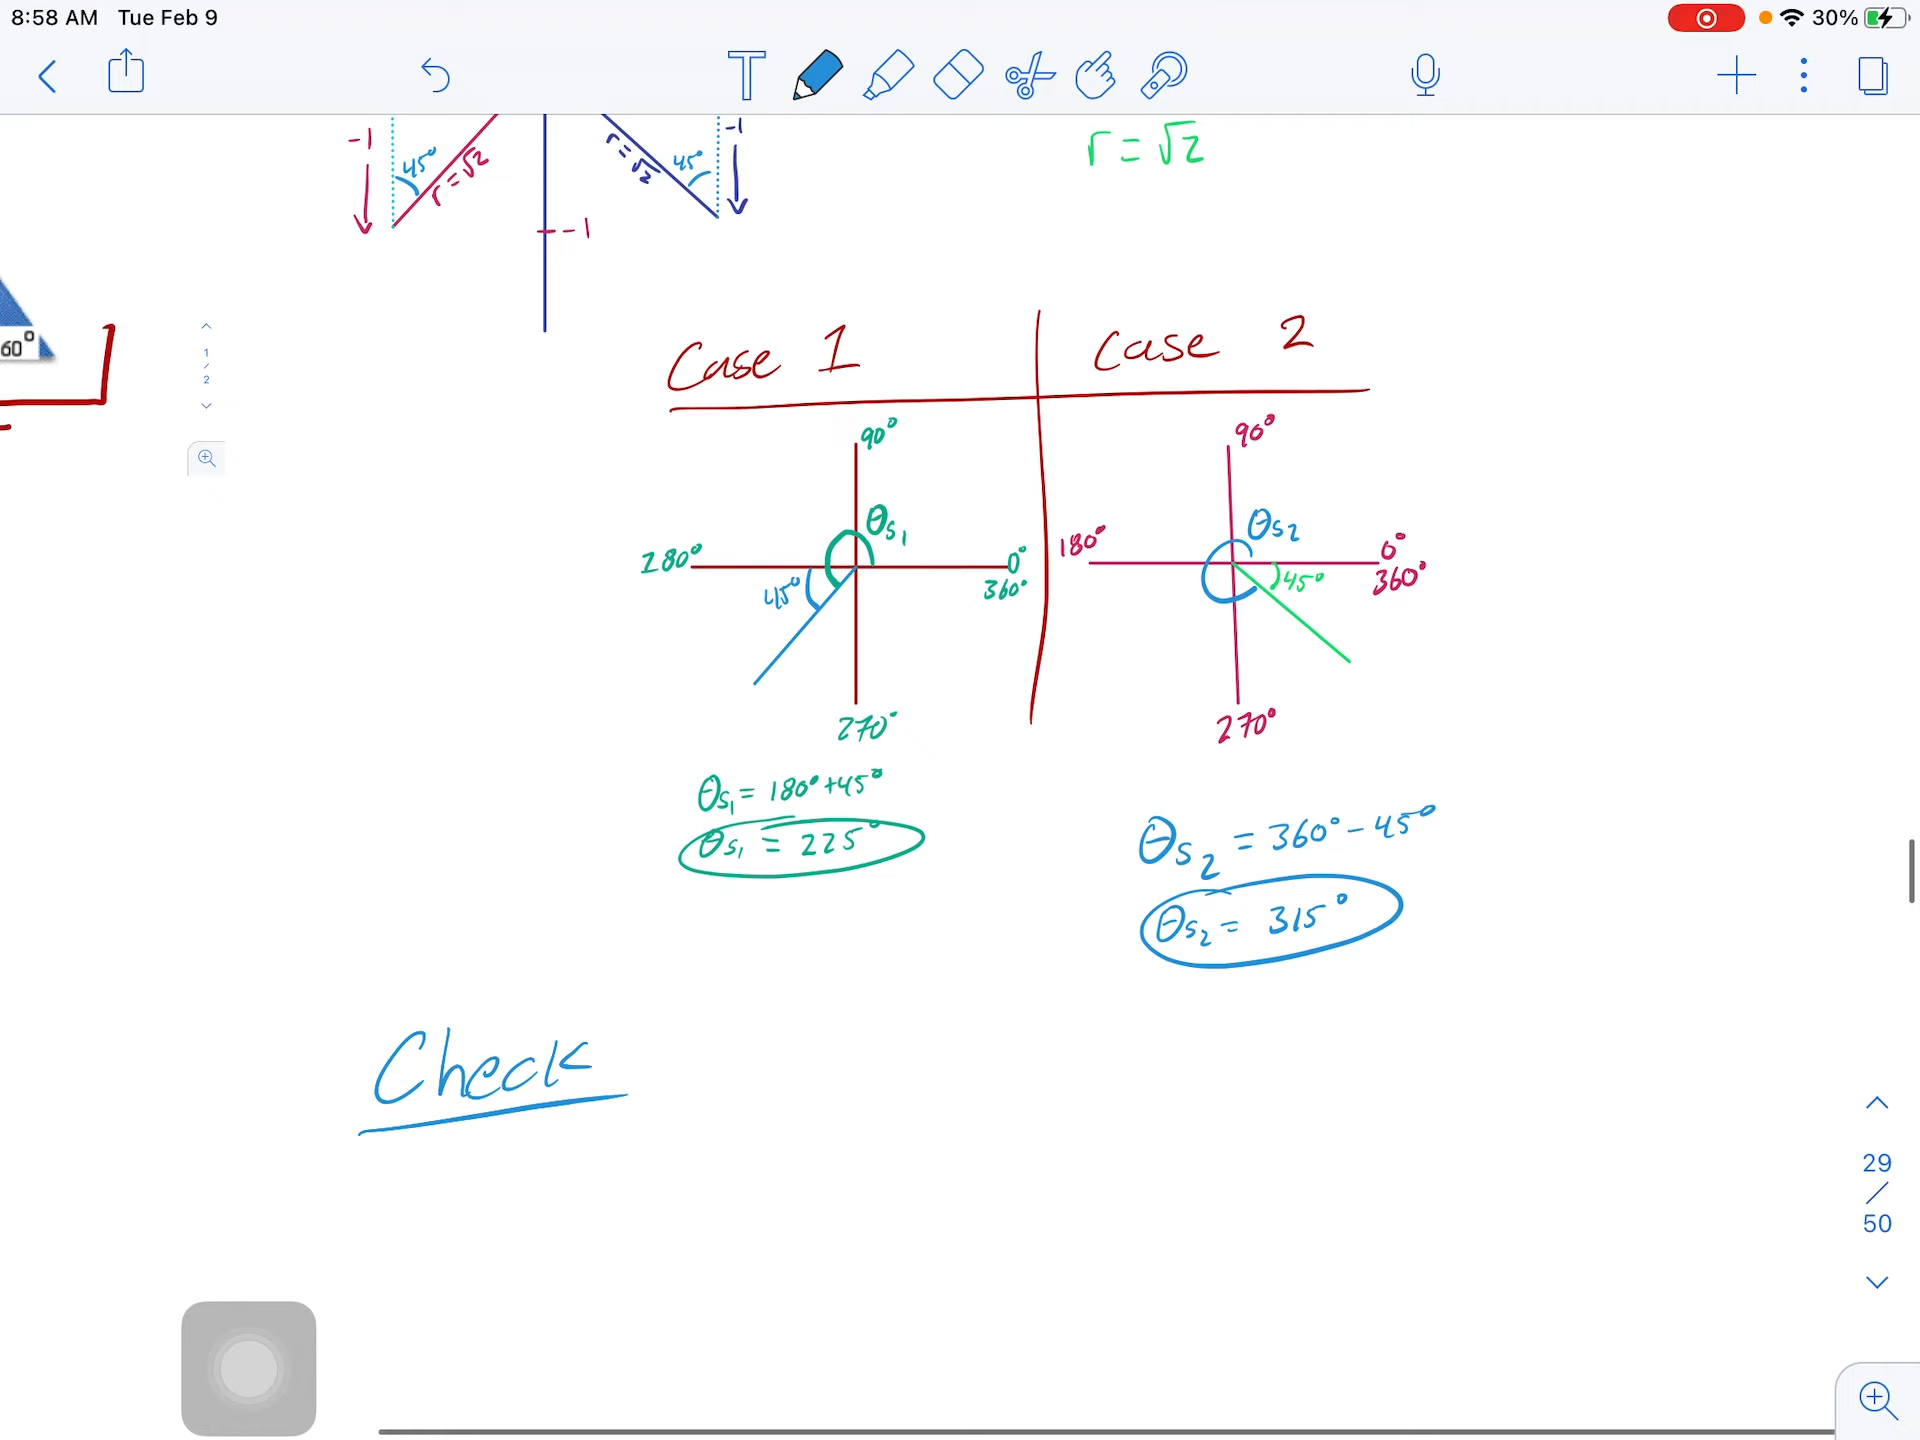 8:58 AM Tue Feb 9
30%
T
-1
45°
r=√2
r=√2
45°
-1
r = √2
-1
60°
1
/
2
Case 1
Case 2
90°
θs₁
280°
0°
360°
45°
270°
90°
θs₂
180°
0°
360°
45°
270°
θs₁ = 180° + 45°
θs₁ = 225°
θs₂ = 360° - 45°
θs₂ = 315°
Check
29
/
50